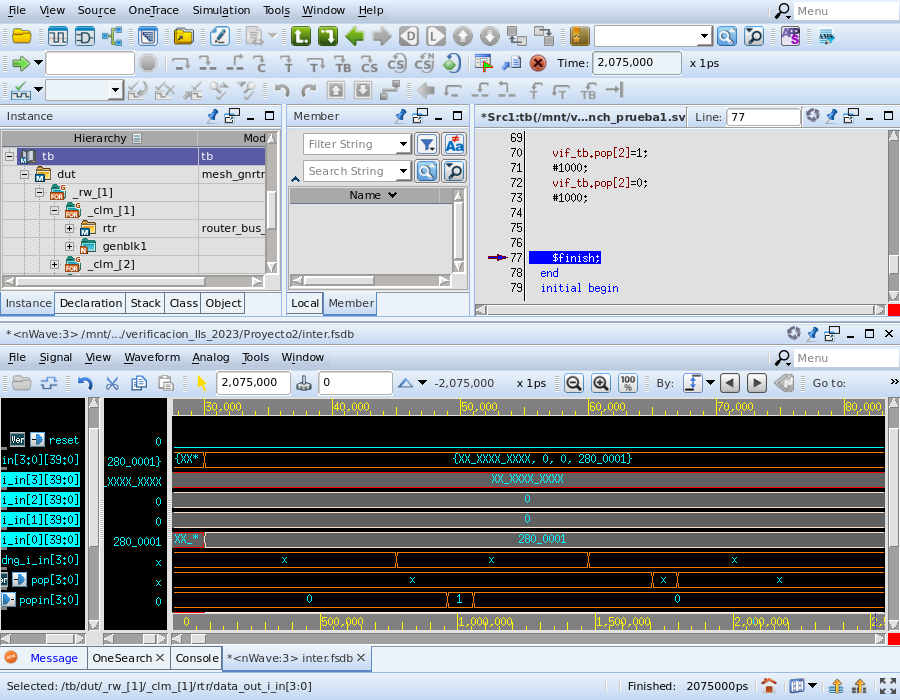 File View Source OneTrace Simulation Tools Window Help Menu
Time: 2,075,000 x 1ps
Instance
Hierarchy Mod
tb tb
dut mesh_gnrtr
_rw_[1]
_clm_[1]
rtr router_bus_
genblk1
_clm_[2]
Instance Declaration Stack Class Object
Member
Filter String
Search String
Name
Local Member
*Src1:tb(/mnt/v...nch_prueba1.sv Line: 77
69
70 vif_tb.pop[2]=1;
71 #1000;
72 vif_tb.pop[2]=0;
73 #1000;
74
75
76
77 $finish;
78 end
79 initial begin
*<nWave:3> /mnt/.../verificacion_IIs_2023/Proyecto2/inter.fsdb
File Signal View Waveform Analog Tools Window Menu
2,075,000 0 -2,075,000 x 1ps 100 % By: Go to: »
30,000 40,000 50,000 60,000 70,000 80,000
reset 0
in[3:0][39:0] 280_0001} {XX* {XX_XXXX_XXXX, 0, 0, 280_0001}
i_in[3][39:0] _XXXX_XXXX XX_XXXX_XXXX
i_in[2][39:0] 0 0
i_in[1][39:0] 0 0
i_in[0][39:0] 280_0001 XX_* 280_0001
dng_i_in[3:0] x x x x
pop[3:0] x x x x
popin[3:0] 0 0 1 0
0 500,000 1,000,000 1,500,000 2,000,000 2,5
Message OneSearch Console *<nWave:3> inter.fsdb
Selected: /tb/dut/_rw_[1]/_clm_[1]/rtr/data_out_i_in[3:0] Finished: 2075000ps